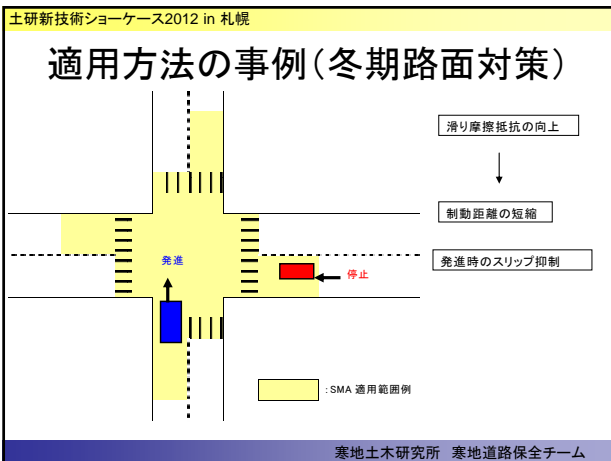 土研新技術ショーケース2012 in 札幌
適用方法の事例(冬期路面対策)
滑り摩擦抵抗の向上
制動距離の短縮
発進時のスリップ抑制
発進
停止
:SMA 適用範囲例
寒地土木研究所 寒地道路保全チーム